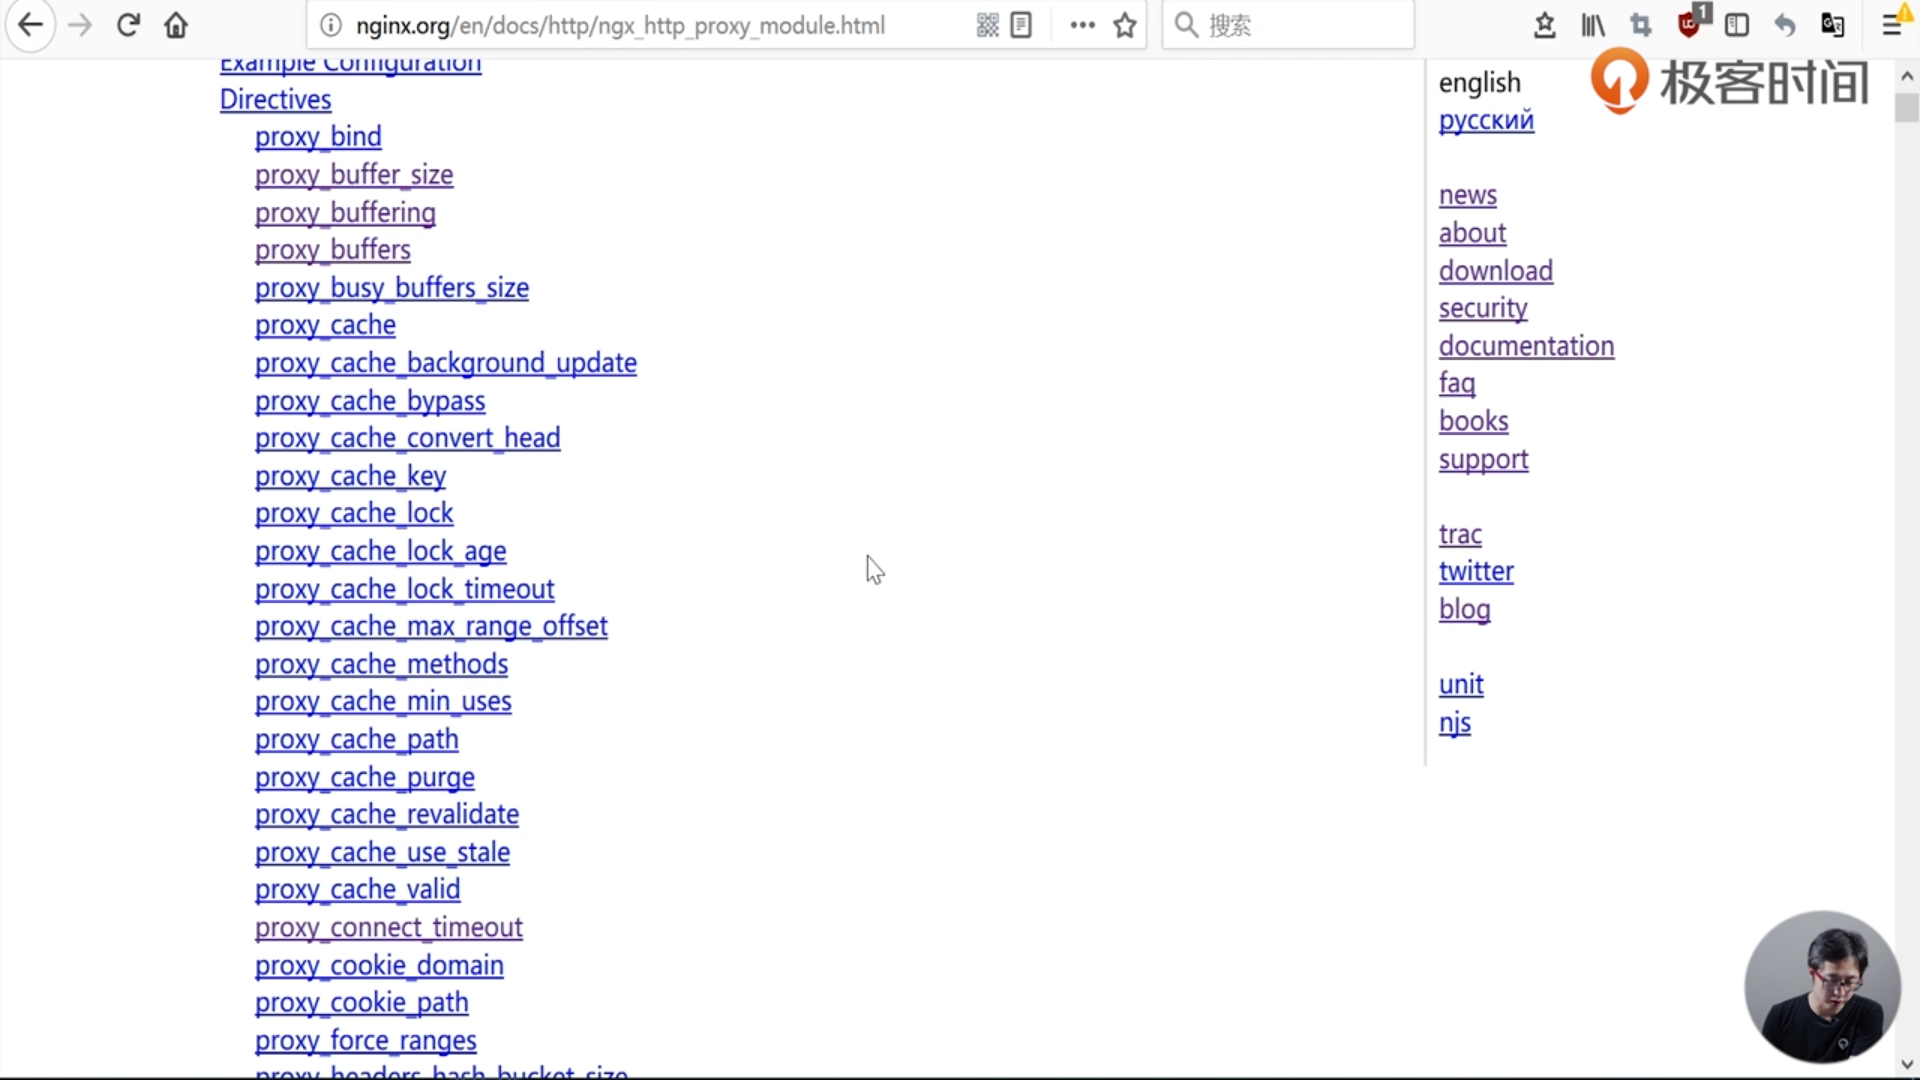 nginx.org/en/docs/http/ngx_http_proxy_module.html
搜索
1
Example Configuration
Directives
proxy_bind
proxy_buffer_size
proxy_buffering
proxy_buffers
proxy_busy_buffers_size
proxy_cache
proxy_cache_background_update
proxy_cache_bypass
proxy_cache_convert_head
proxy_cache_key
proxy_cache_lock
proxy_cache_lock_age
proxy_cache_lock_timeout
proxy_cache_max_range_offset
proxy_cache_methods
proxy_cache_min_uses
proxy_cache_path
proxy_cache_purge
proxy_cache_revalidate
proxy_cache_use_stale
proxy_cache_valid
proxy_connect_timeout
proxy_cookie_domain
proxy_cookie_path
proxy_force_ranges
proxy_headers_hash_bucket_size
english
русский
news
about
download
security
documentation
faq
books
support
trac
twitter
blog
unit
njs
极客时间